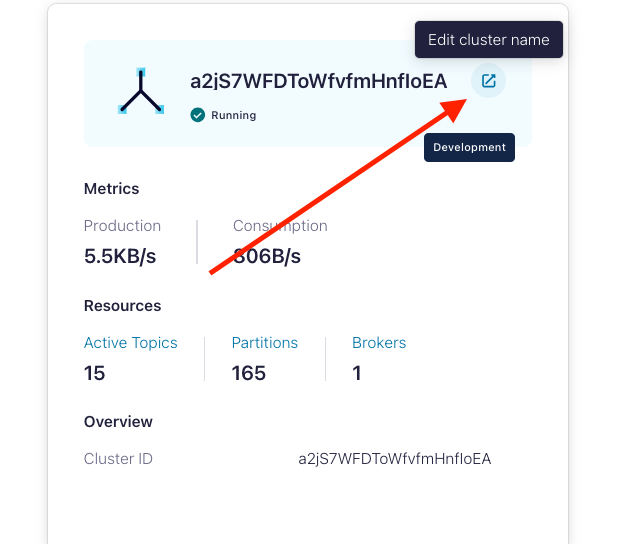 Edit cluster name
a2jS7WFDToWfvfmHnfIoEA
Running
Development
Metrics
Production Consumption
5.5KB/s 806B/s
Resources
Active Topics Partitions Brokers
15 165 1
Overview
Cluster ID a2jS7WFDToWfvfmHnfIoEA